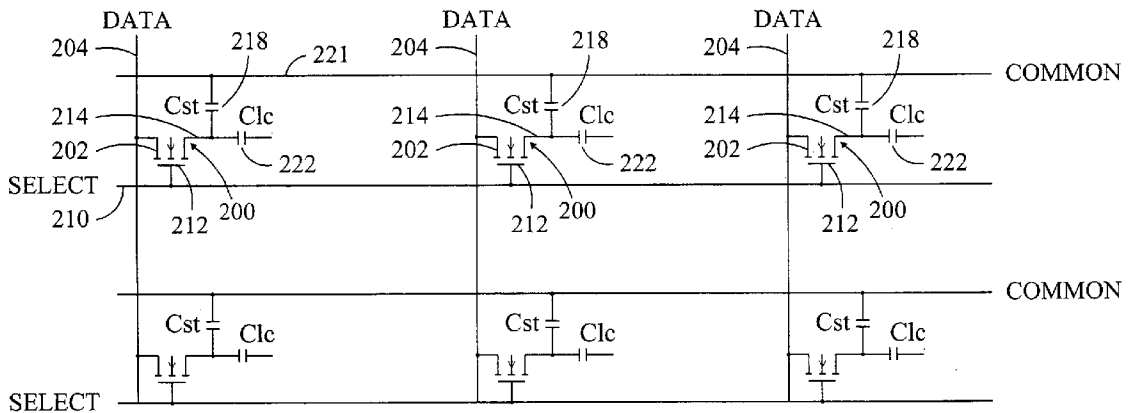 DATA DATA DATA
204 204 204
218 218 218
221
COMMON
Cst Clc Cst Clc Cst Clc
214 214 214
202 202 202
222 222 222
SELECT
210 212 200 212 200 212 200
COMMON
Cst Clc Cst Clc Cst Clc
SELECT